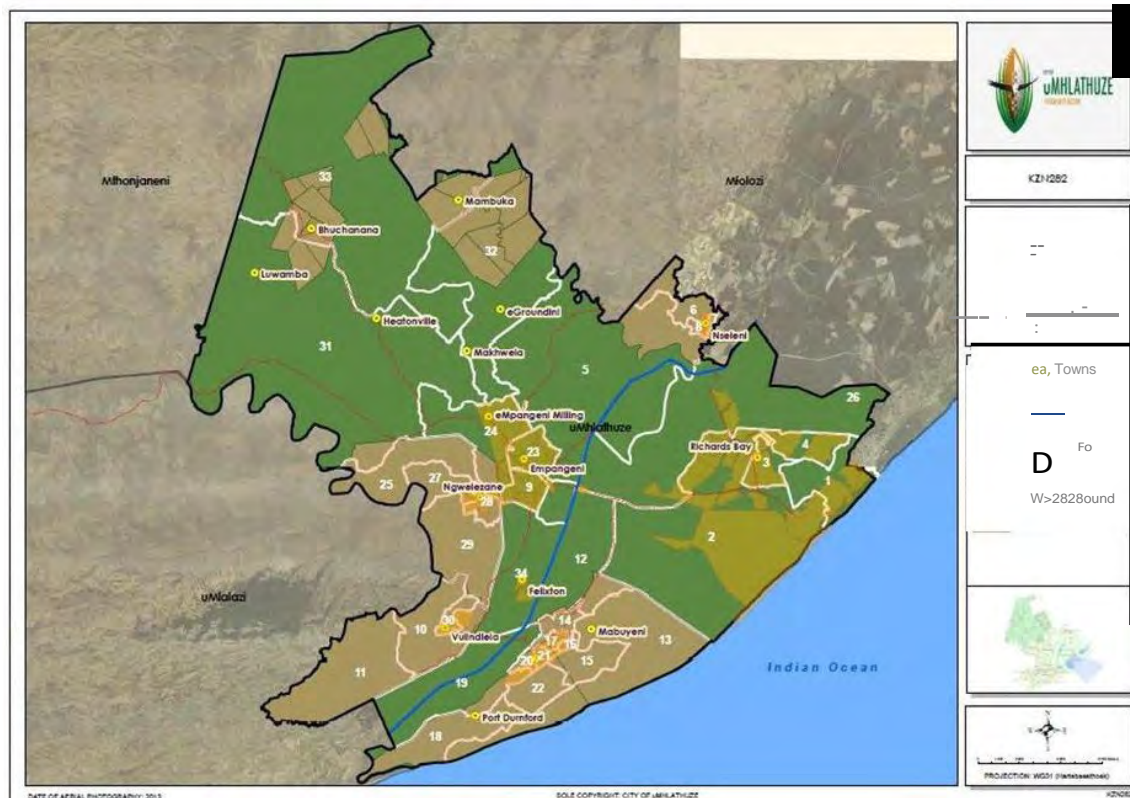 uMHLATHUZE
KZN282
Mthonjaneni
Mfolozi
33
Mambuka
Bhuchanana
32
Luwamba
Heatonville
eGroundini
6
8
Nseleni
31
Makhwela
5
26
eMpangeni Milling
24
uMhlathuze
Richards Bay
4
23
3
Empangeni
1
25
27
Ngwelezane
28
9
2
29
12
34
Felixton
uMlalazi
10
30
Vulindlela
14
Mabuyeni
13
17
16
20
21
15
11
19
22
Indian Ocean
Port Durnford
18
ea, Towns
Fo
D
W>2828ound
PROJECTION: WG31 (Hartebeesthoek)
DATE OF AERIAL PHOTOGRAPHY: 2013
SOLE COPYRIGHT: CITY OF uMHLATHUZE